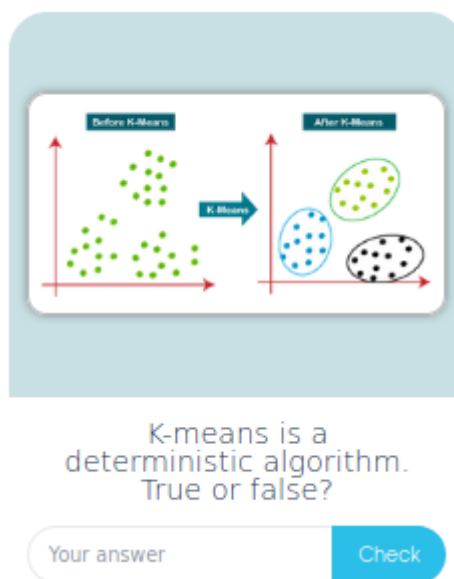 Before K-Means
After K-Means
K-Means
K-means is a
deterministic algorithm.
True or false?
Your answer
Check